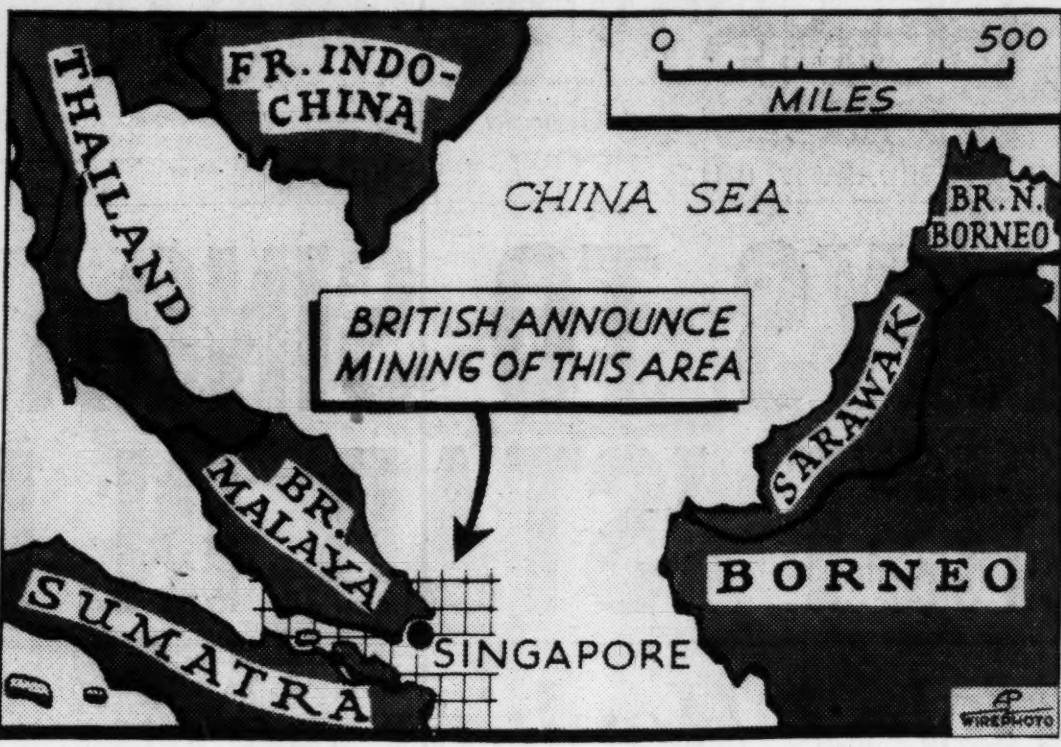 0 500
MILES
FR. INDO-
CHINA
THAILAND
CHINA SEA
BR. N.
BORNEO
BRITISH ANNOUNCE
MINING OF THIS AREA
SARAWAK
BR.
MALAYA
BORNEO
SUMATRA
SINGAPORE
AP
WIREPHOTO